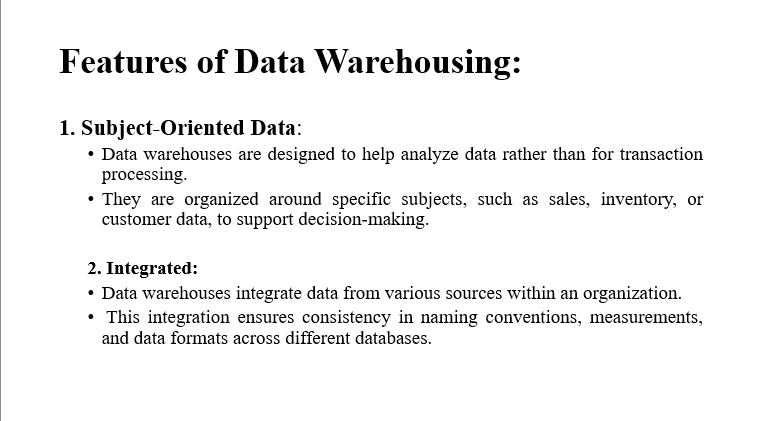 Features of Data Warehousing:
1. Subject-Oriented Data:
• Data warehouses are designed to help analyze data rather than for transaction
processing.
• They are organized around specific subjects, such as sales, inventory, or
customer data, to support decision-making.
2. Integrated:
• Data warehouses integrate data from various sources within an organization.
• This integration ensures consistency in naming conventions, measurements,
and data formats across different databases.